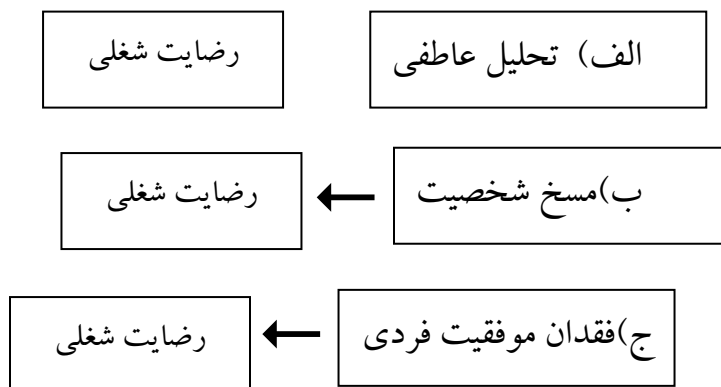 الف) تحلیل عاطفی
رضایت شغلی
ب)مسخ شخصیت
رضایت شغلی
ج)فقدان موفقیت فردی
رضایت شغلی